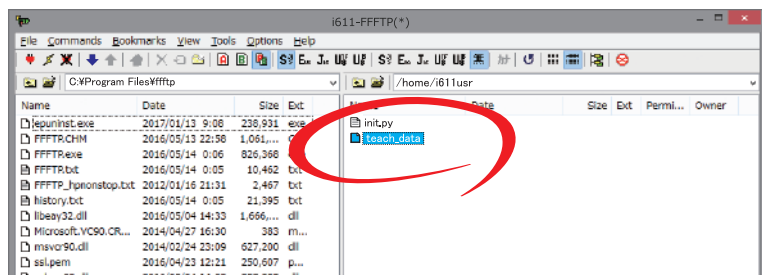 i611-FFFTP(*)
File Commands Bookmarks View Tools Options Help
C:¥Program Files¥ffftp /home/i611usr
Name Date Size Ext Date Size Ext Permi... Owner
epuninst.exe 2017/01/13 9:08 238,931 exe init.py
FFFTP.CHM 2016/05/13 22:58 1,061,... teach_data
FFFTP.exe 2016/05/14 0:06 826,368
FFFTP.txt 2016/05/14 0:05 10,462 txt
FFFTP_hpnonstop.txt 2012/01/16 21:31 2,467 txt
history.txt 2016/05/14 0:05 21,395 txt
libeay32.dll 2016/05/04 14:33 1,666,... dll
Microsoft.VC90.CR... 2014/04/27 16:30 383 m...
msvcr90.dll 2014/02/24 23:09 627,200 dll
ssl.pem 2016/04/23 12:21 250,607 p...